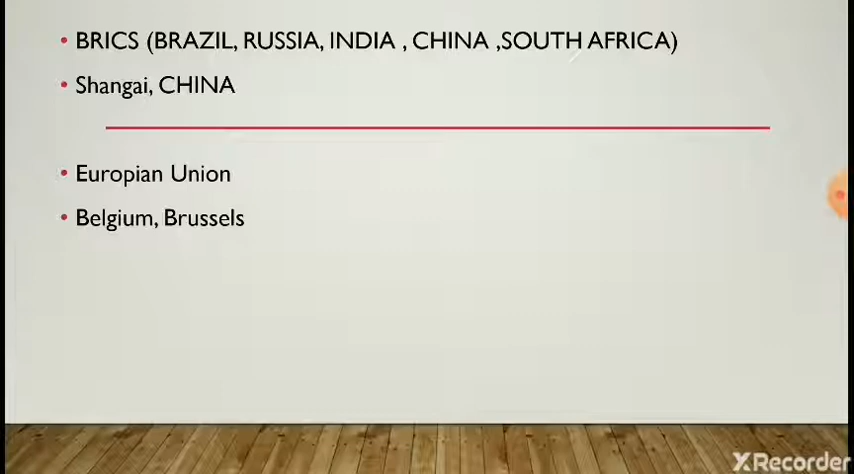 BRICS (BRAZIL, RUSSIA, INDIA , CHINA ,SOUTH AFRICA)
Shangai, CHINA
Europian Union
Belgium, Brussels
XRecorder